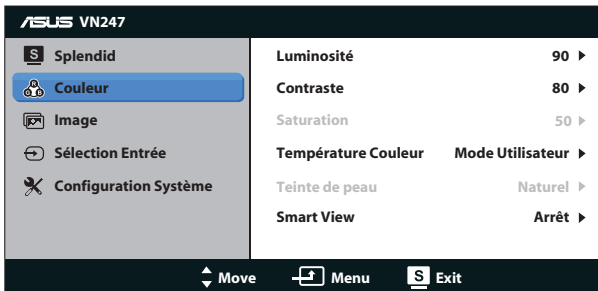 ASUS VN247
S Splendid
Couleur
Image
Sélection Entrée
Configuration Système
Luminosité 90
Contraste 80
Saturation 50
Température Couleur Mode Utilisateur
Teinte de peau Naturel
Smart View Arrêt
Move Menu S Exit